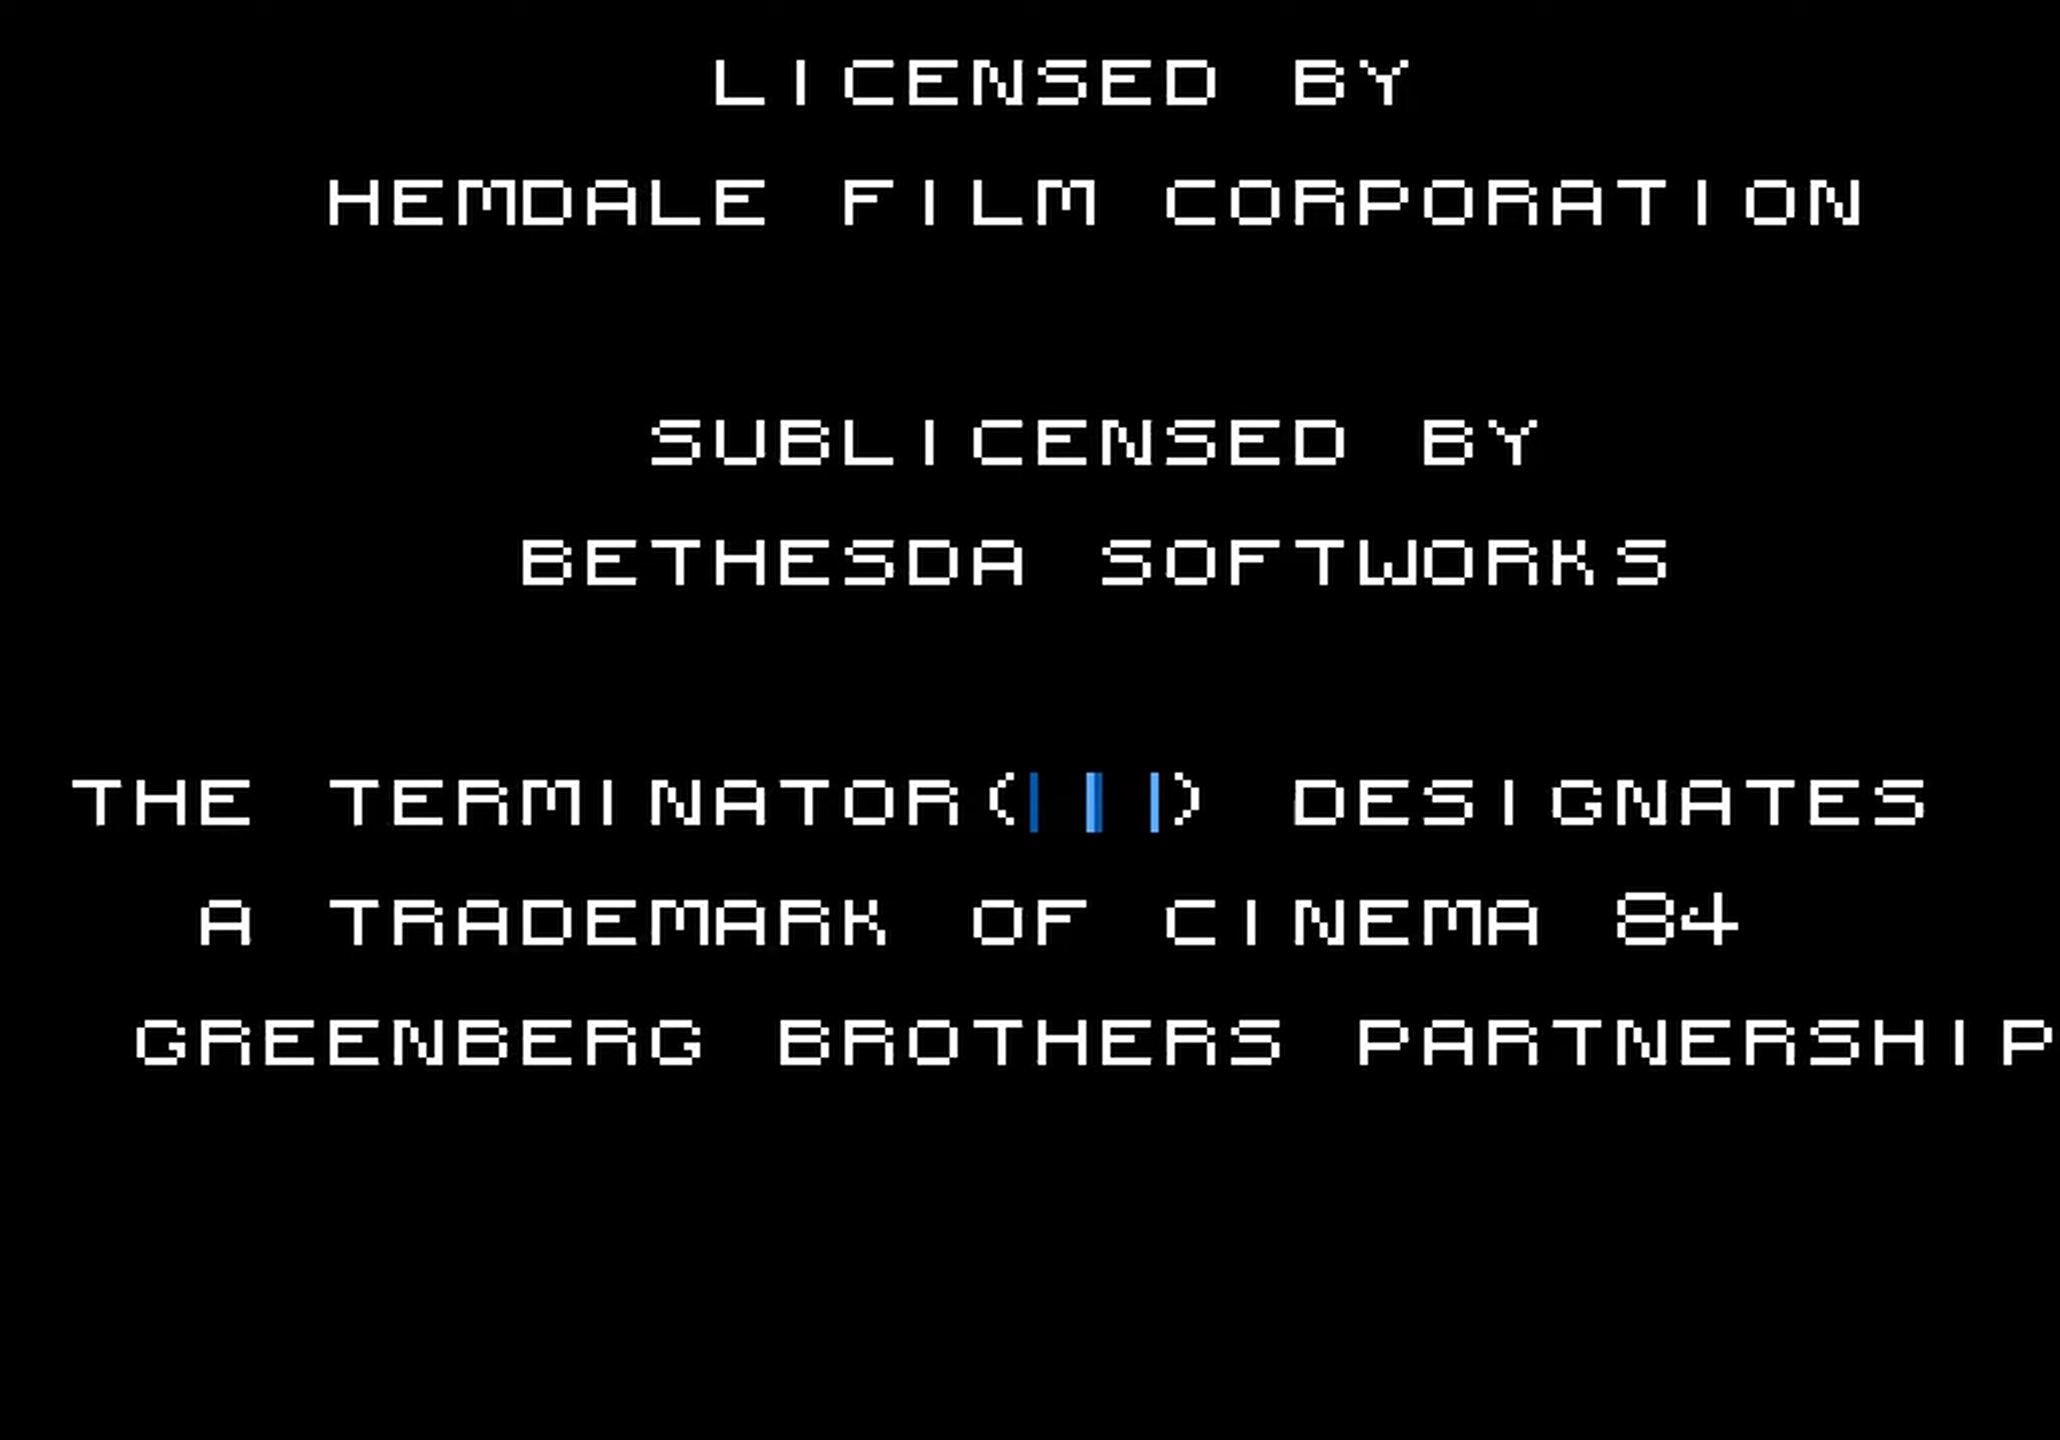 LICENSED BY
HEMDALE FILM CORPORATION
SUBLICENSED BY
BETHESDA SOFTWORKS
THE TERMINATOR(| || |) DESIGNATES
A TRADEMARK OF CINEMA 84
GREENBERG BROTHERS PARTNERSHIP